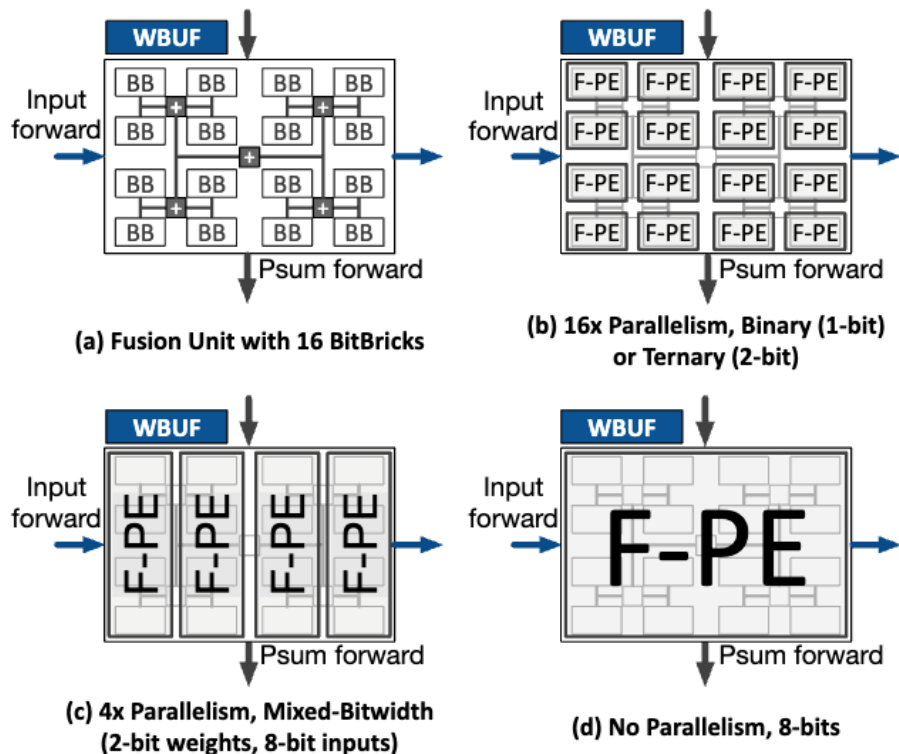 WBUF
Input
forward
BB BB BB BB
+ +
BB BB BB BB
+
BB BB BB BB
+ +
BB BB BB BB
Psum forward
(a) Fusion Unit with 16 BitBricks
WBUF
Input
forward
F-PE F-PE F-PE F-PE
F-PE F-PE F-PE F-PE
F-PE F-PE F-PE F-PE
F-PE F-PE F-PE F-PE
Psum forward
(b) 16x Parallelism, Binary (1-bit)
or Ternary (2-bit)
WBUF
Input
forward
F-PE F-PE F-PE F-PE
Psum forward
(c) 4x Parallelism, Mixed-Bitwidth
(2-bit weights, 8-bit inputs)
WBUF
Input
forward
F-PE
Psum forward
(d) No Parallelism, 8-bits